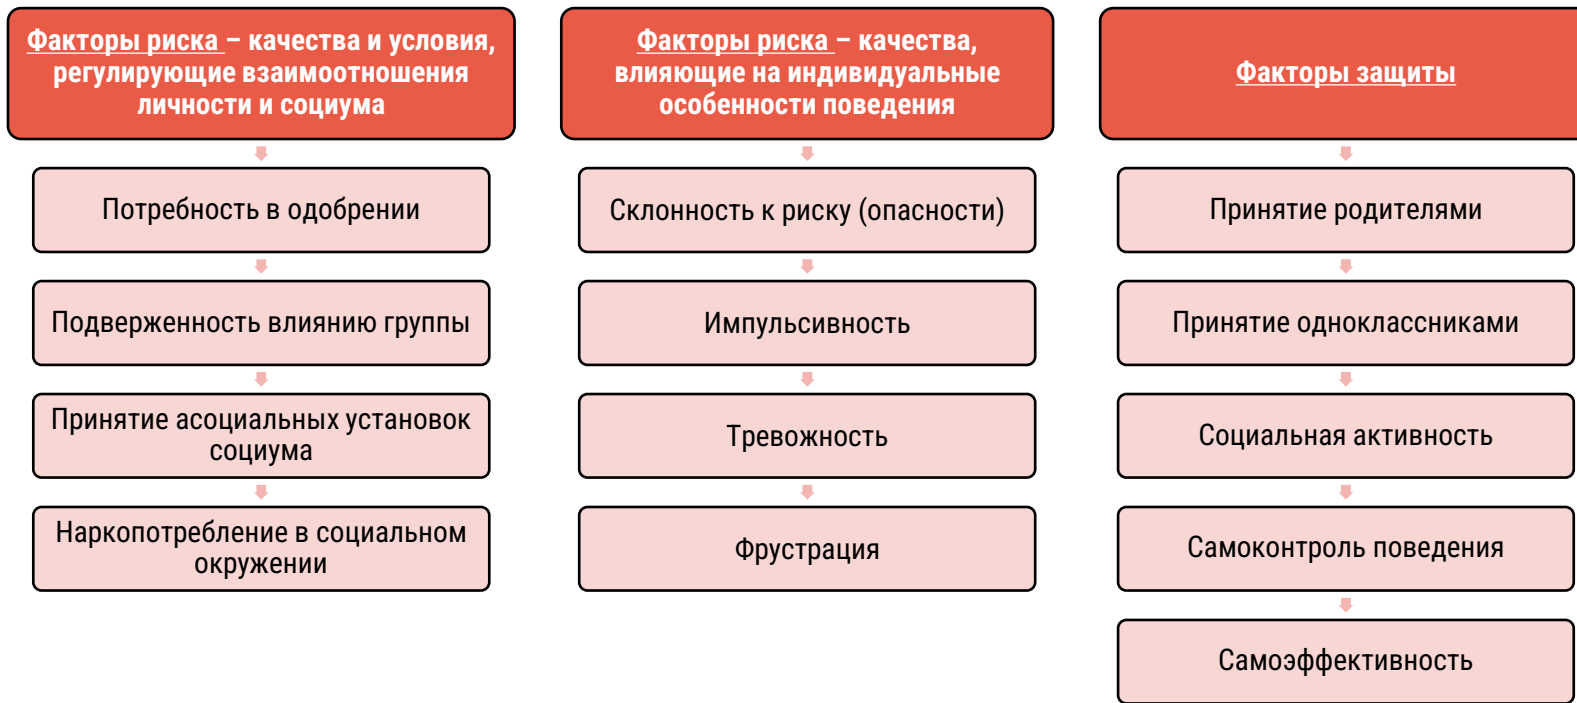 Факторы риска – качества и условия,
регулирующие взаимоотношения
личности и социума
Потребность в одобрении
Подверженность влиянию группы
Принятие асоциальных установок
социума
Наркопотребление в социальном
окружении
Факторы риска – качества,
влияющие на индивидуальные
особенности поведения
Склонность к риску (опасности)
Импульсивность
Тревожность
Фрустрация
Факторы защиты
Принятие родителями
Принятие одноклассниками
Социальная активность
Самоконтроль поведения
Самоэффективность